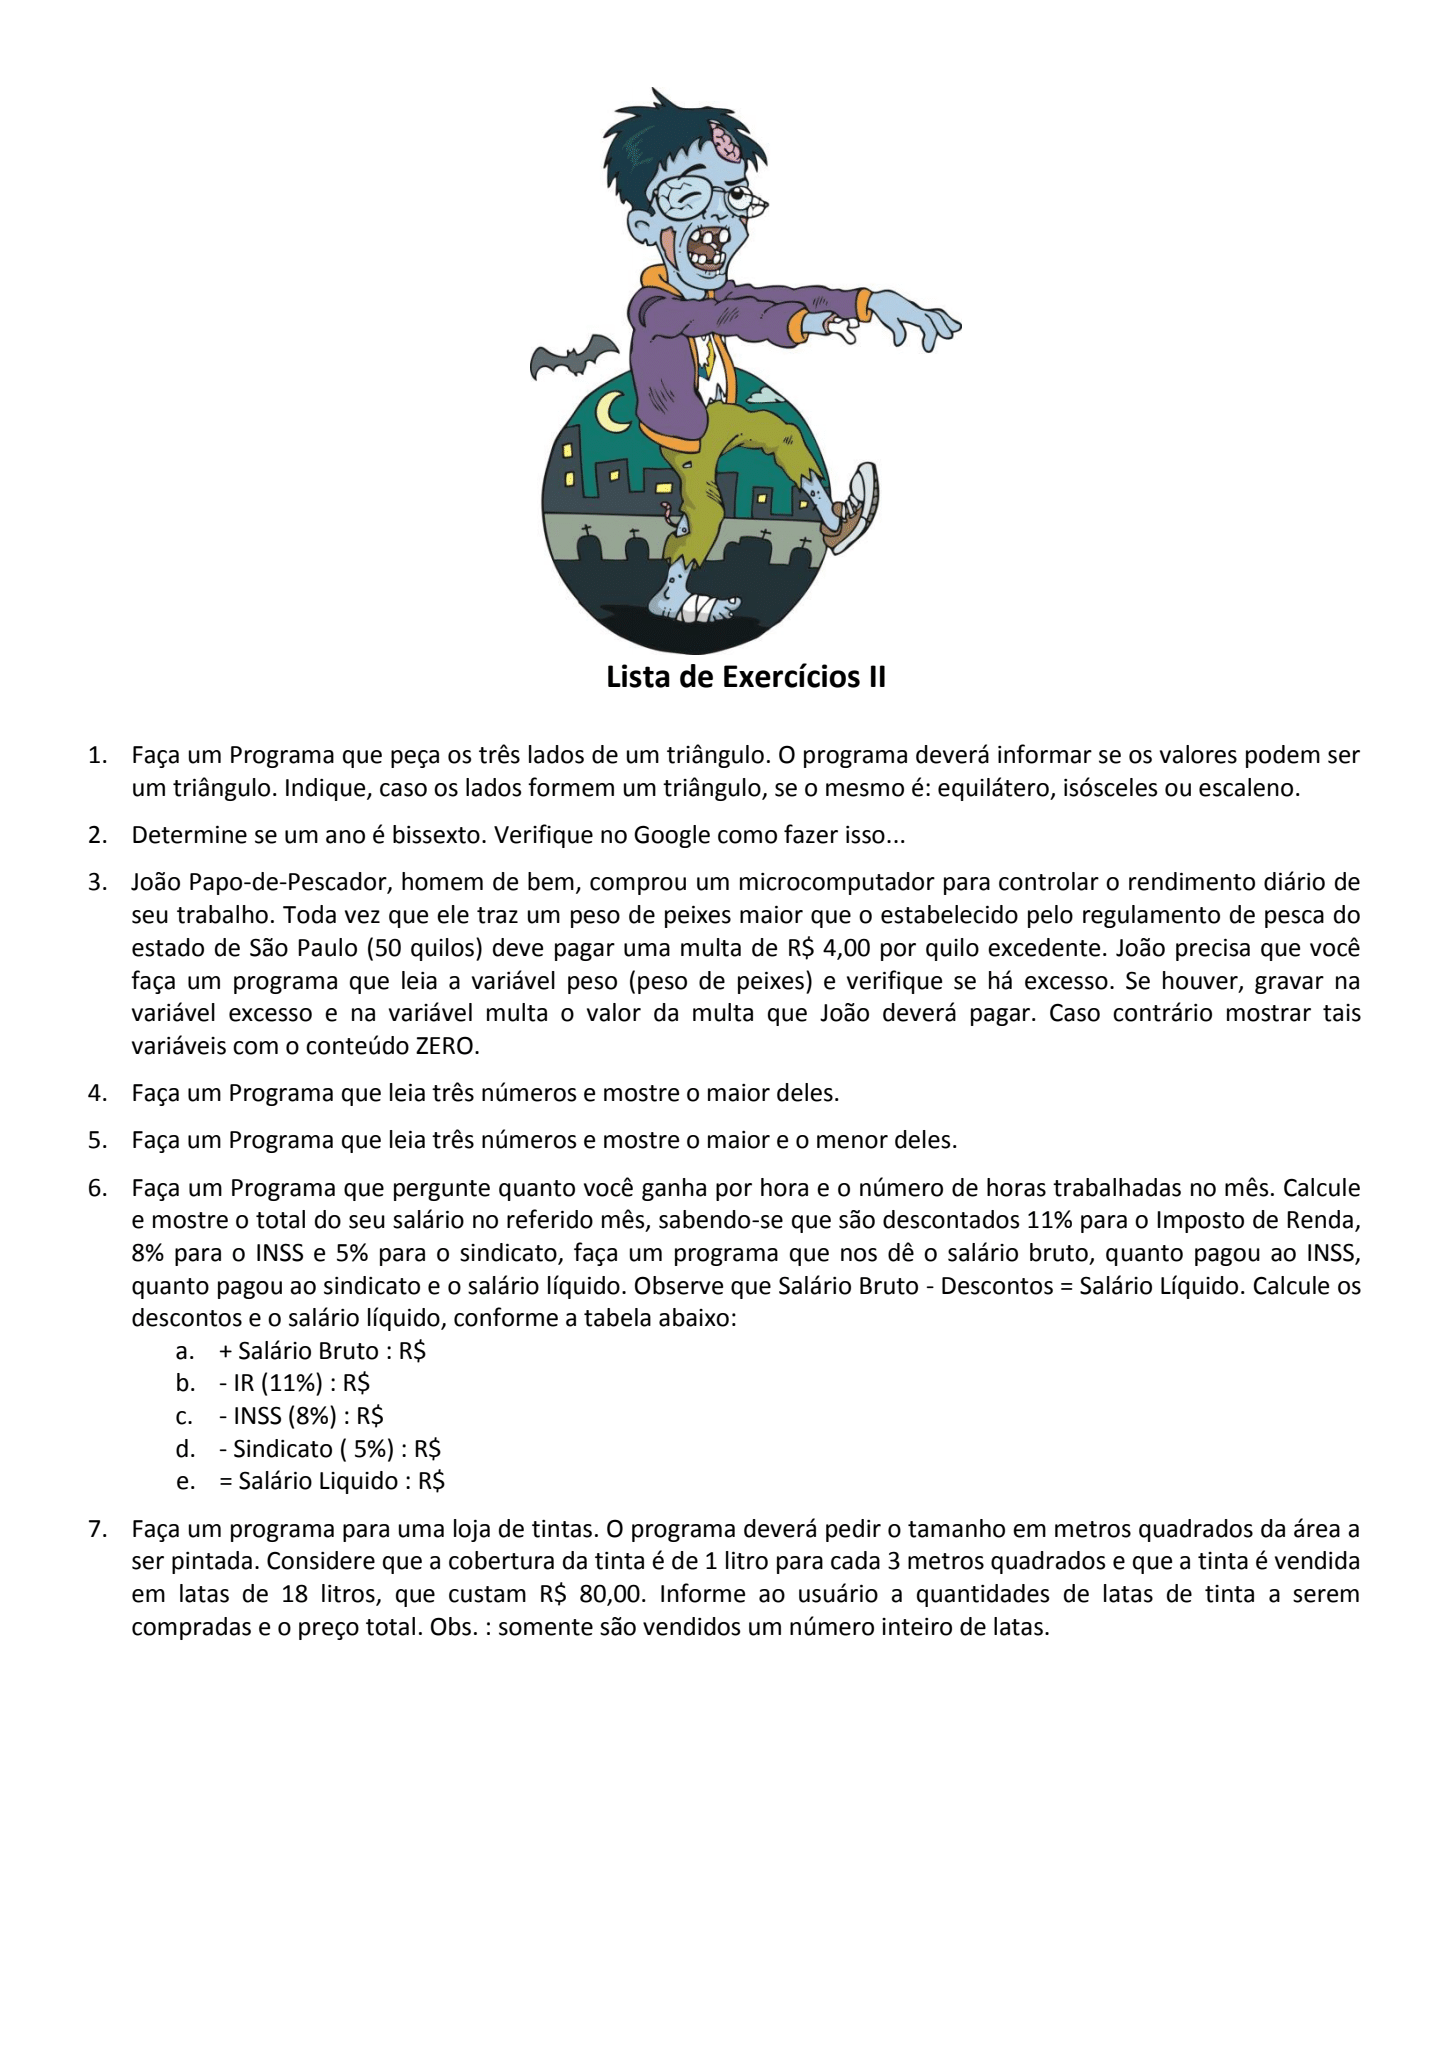 Lista de Exercícios II
1. Faça um Programa que peça os três lados de um triângulo. O programa deverá informar se os valores podem ser
um triângulo. Indique, caso os lados formem um triângulo, se o mesmo é: equilátero, isósceles ou escaleno.
2. Determine se um ano é bissexto. Verifique no Google como fazer isso...
3. João Papo-de-Pescador, homem de bem, comprou um microcomputador para controlar o rendimento diário de
seu trabalho. Toda vez que ele traz um peso de peixes maior que o estabelecido pelo regulamento de pesca do
estado de São Paulo (50 quilos) deve pagar uma multa de R$ 4,00 por quilo excedente. João precisa que você
faça um programa que leia a variável peso (peso de peixes) e verifique se há excesso. Se houver, gravar na
variável excesso e na variável multa o valor da multa que João deverá pagar. Caso contrário mostrar tais
variáveis com o conteúdo ZERO.
4. Faça um Programa que leia três números e mostre o maior deles.
5. Faça um Programa que leia três números e mostre o maior e o menor deles.
6. Faça um Programa que pergunte quanto você ganha por hora e o número de horas trabalhadas no mês. Calcule
e mostre o total do seu salário no referido mês, sabendo-se que são descontados 11% para o Imposto de Renda,
8% para o INSS e 5% para o sindicato, faça um programa que nos dê o salário bruto, quanto pagou ao INSS,
quanto pagou ao sindicato e o salário líquido. Observe que Salário Bruto - Descontos = Salário Líquido. Calcule os
descontos e o salário líquido, conforme a tabela abaixo:
a. + Salário Bruto : R$
b. - IR (11%) : R$
c. - INSS (8%) : R$
d. - Sindicato ( 5%) : R$
e. = Salário Liquido : R$
7. Faça um programa para uma loja de tintas. O programa deverá pedir o tamanho em metros quadrados da área a
ser pintada. Considere que a cobertura da tinta é de 1 litro para cada 3 metros quadrados e que a tinta é vendida
em latas de 18 litros, que custam R$ 80,00. Informe ao usuário a quantidades de latas de tinta a serem
compradas e o preço total. Obs. : somente são vendidos um número inteiro de latas.